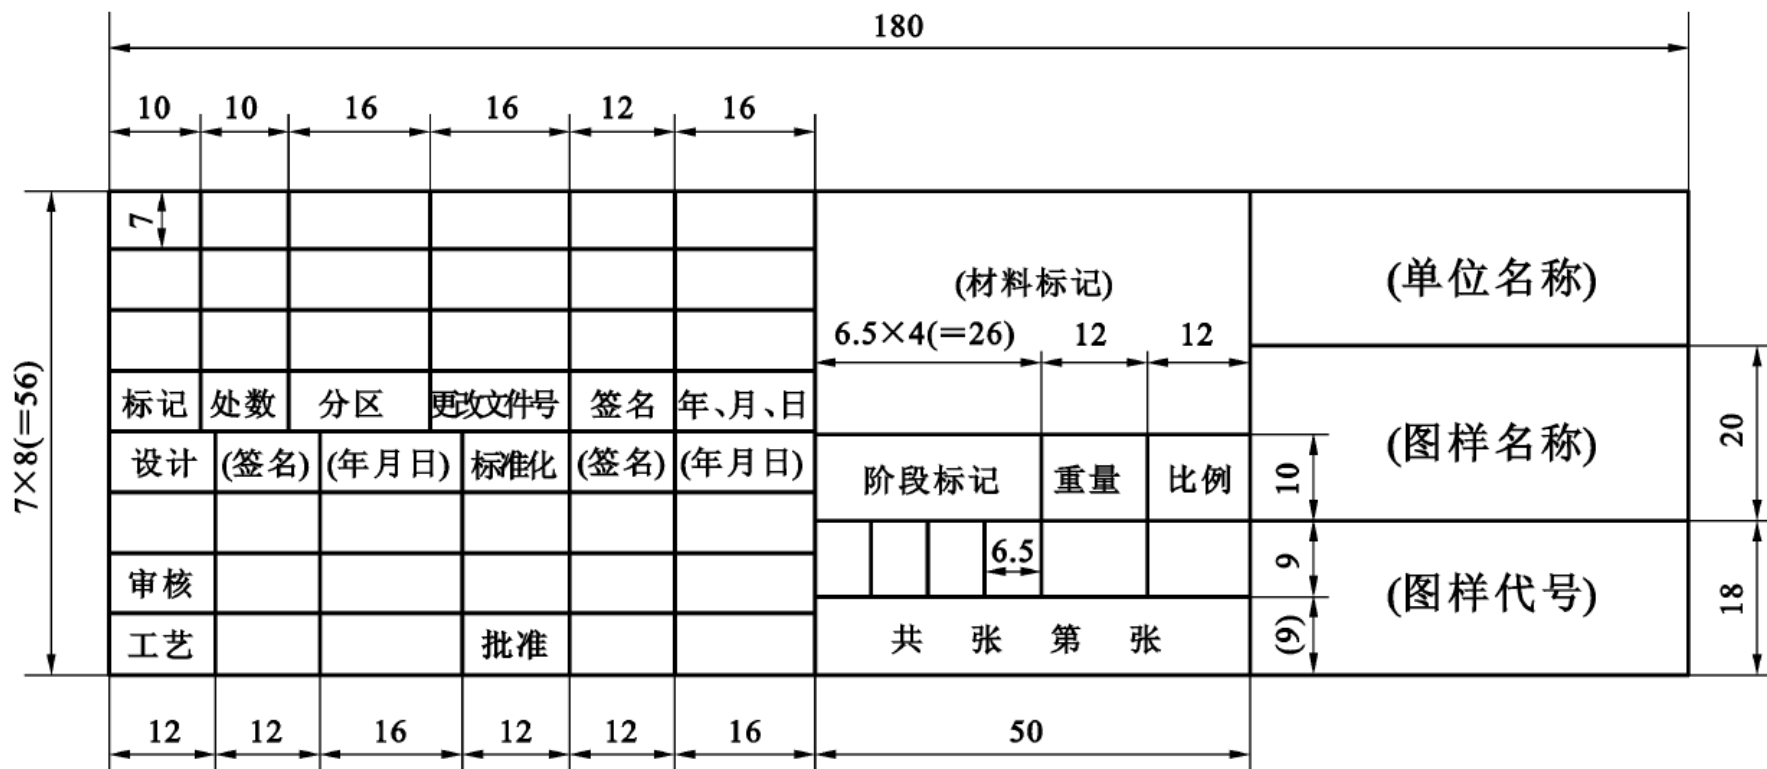 180
10 10 16 16 12 16
7
(材料标记)
(单位名称)
6.5×4(=26) 12 12
7×8(=56)
标记 处数 分区 更改文件号 签名 年、月、日
20
(图样名称)
设计 (签名) (年月日) 标准化 (签名) (年月日)
阶段标记 重量 比例 10
6.5 9
审核
(图样代号)
18
工艺 批准
共 张 第 张 (9)
12 12 16 12 12 16 50